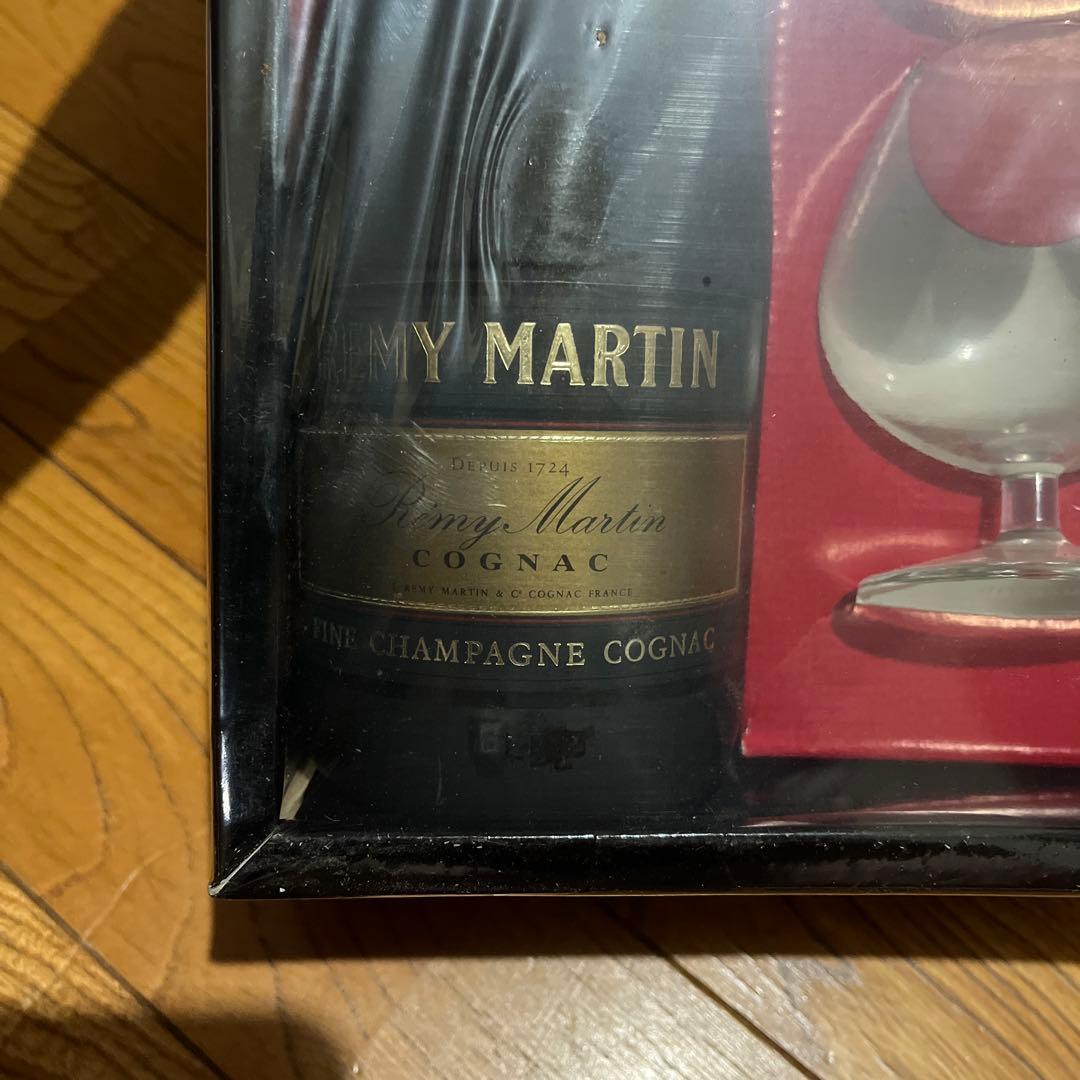 REMY MARTIN
DEPUIS 1724
Rémy Martin
COGNAC
REMY MARTIN & Cº COGNAC FRANCE
FINE CHAMPAGNE COGNAC